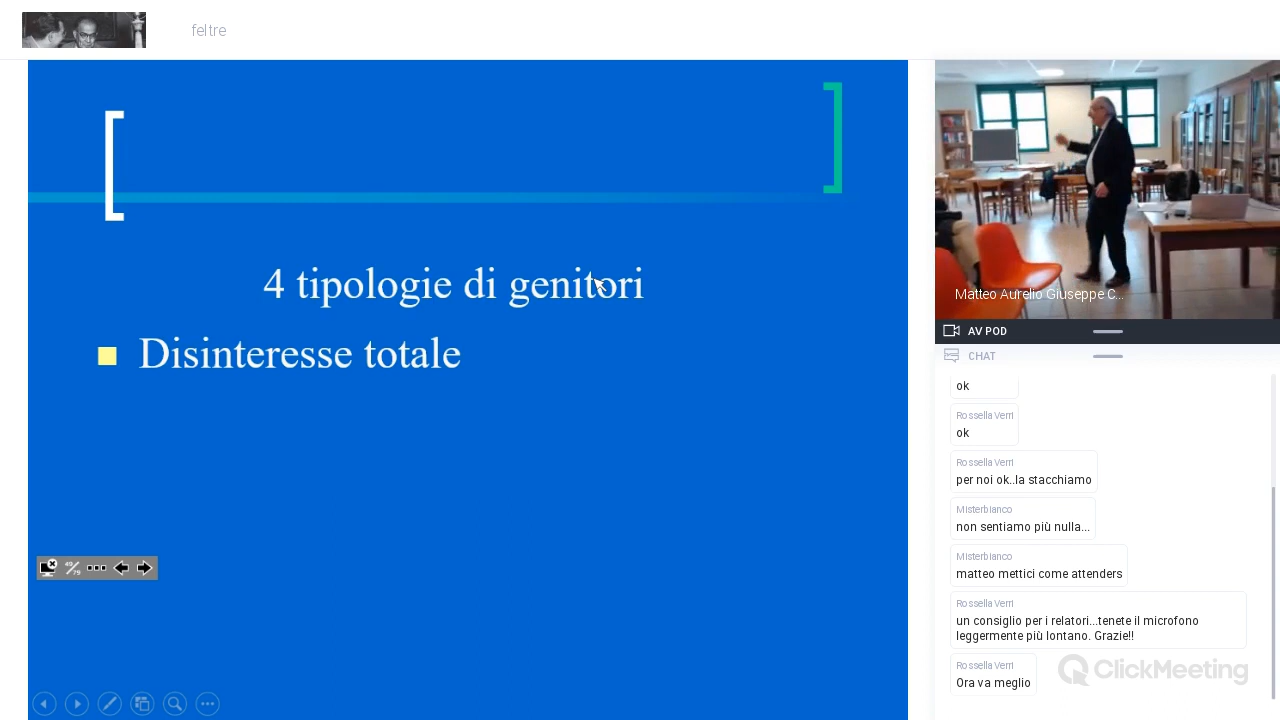 feltre
4 tipologie di genitori
Disinteresse totale
49/79
Matteo Aurelio Giuseppe C...
AV POD
CHAT
ok
Rossella Verri
ok
Rossella Verri
per noi ok..la stacchiamo
Misterbianco
non sentiamo più nulla...
Misterbianco
matteo mettici come attenders
Rossella Verri
un consiglio per i relatori...tenete il microfono
leggermente più lontano. Grazie!!
Rossella Verri
Ora va meglio
ClickMeeting